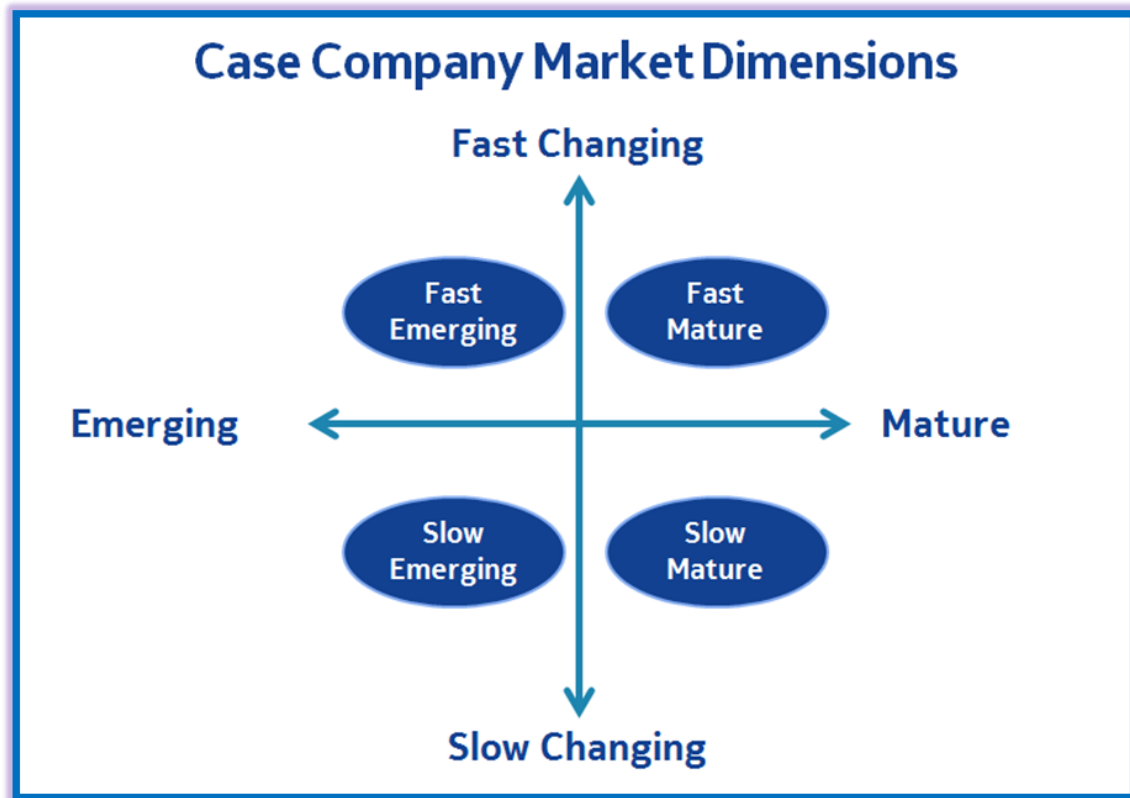 Case Company Market Dimensions
Fast Changing
Fast
Emerging
Fast
Mature
Emerging
Mature
Slow
Emerging
Slow
Mature
Slow Changing